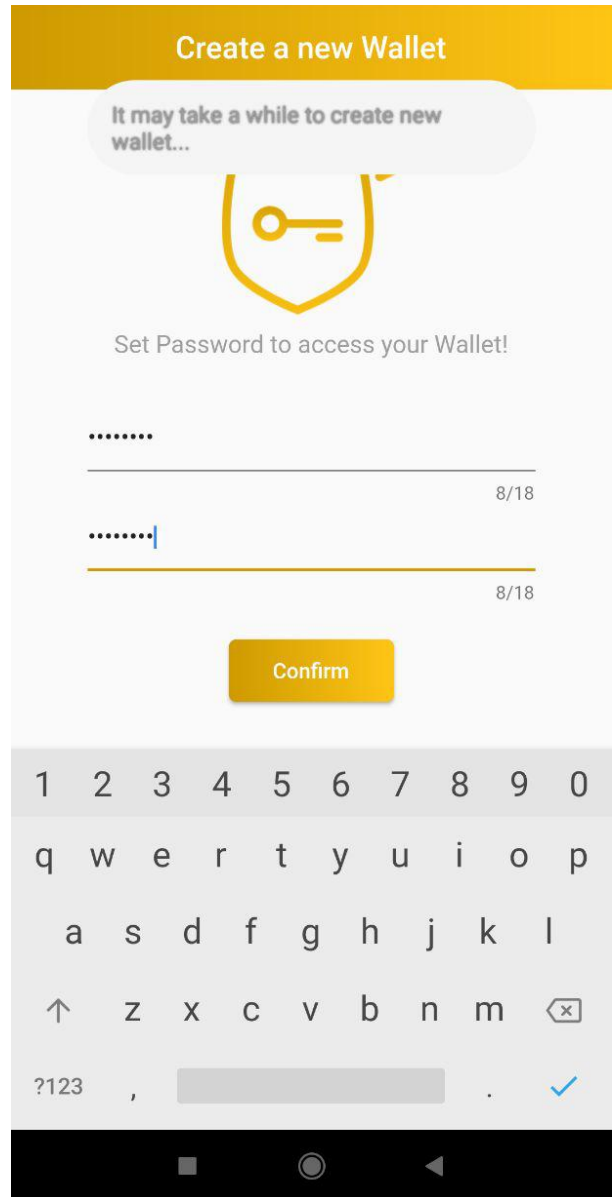 Create a new Wallet
It may take a while to create new
wallet...
Set Password to access your Wallet!
••••••••
8/18
••••••••
8/18
Confirm
1 2 3 4 5 6 7 8 9 0
q w e r t y u i o p
a s d f g h j k l
z x c v b n m
?123 , .